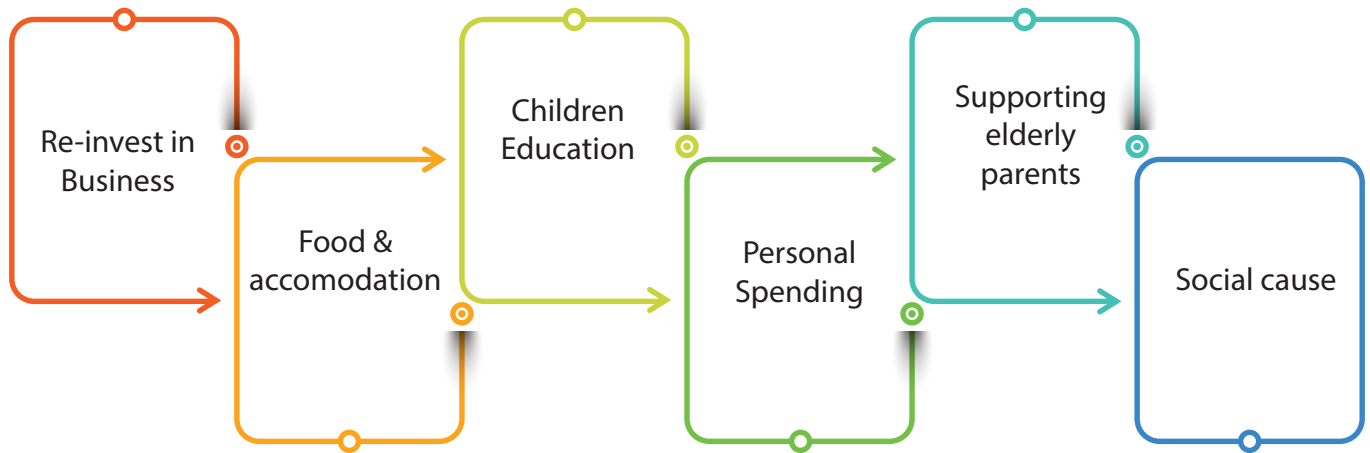 Re-invest in
Business
Food &
accomodation
Children
Education
Personal
Spending
Supporting
elderly
parents
Social cause